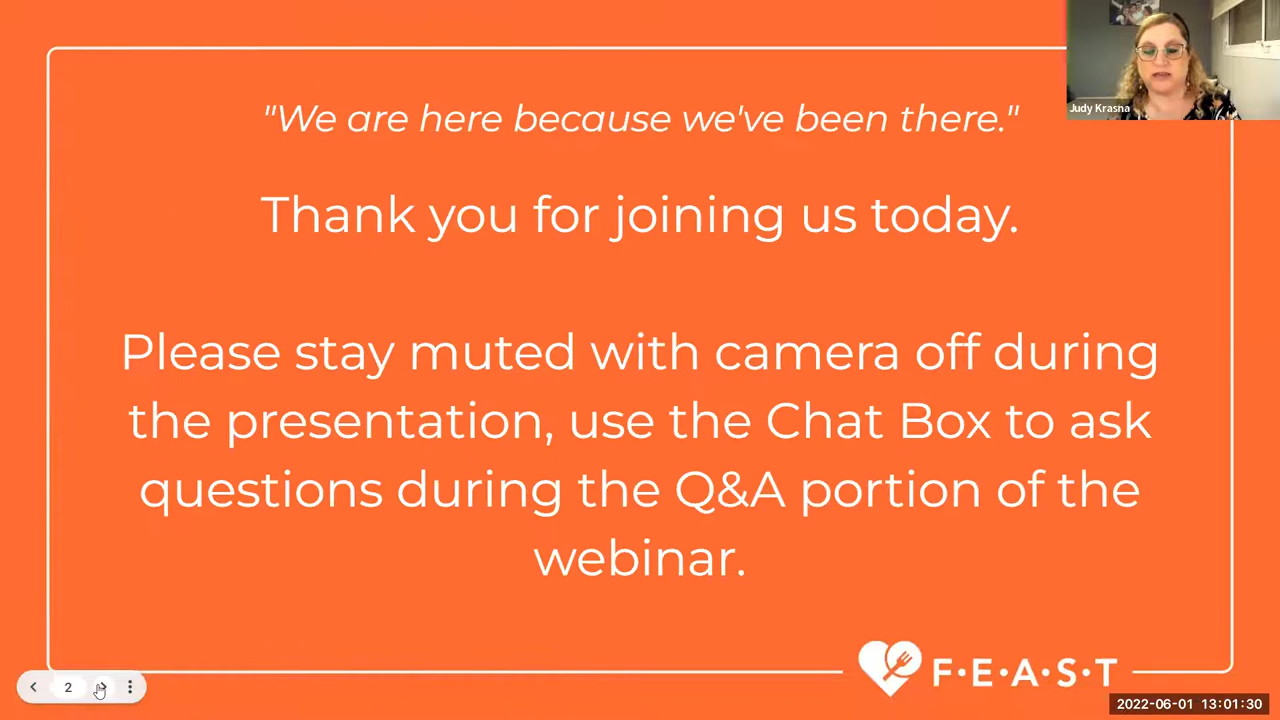 "We are here because we've been there."
Judy Krasna
Thank you for joining us today.
Please stay muted with camera off during
the presentation, use the Chat Box to ask
questions during the Q&A portion of the
webinar.
F·E·A·S·T
2
2022-06-01 13:01:30